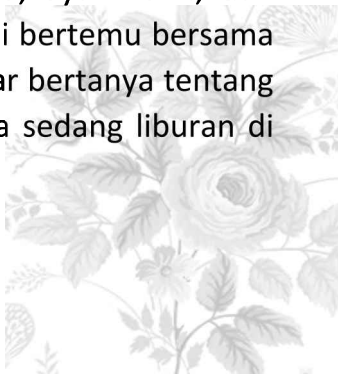 i bertemu bersama
ar bertanya tentang
a sedang liburan di